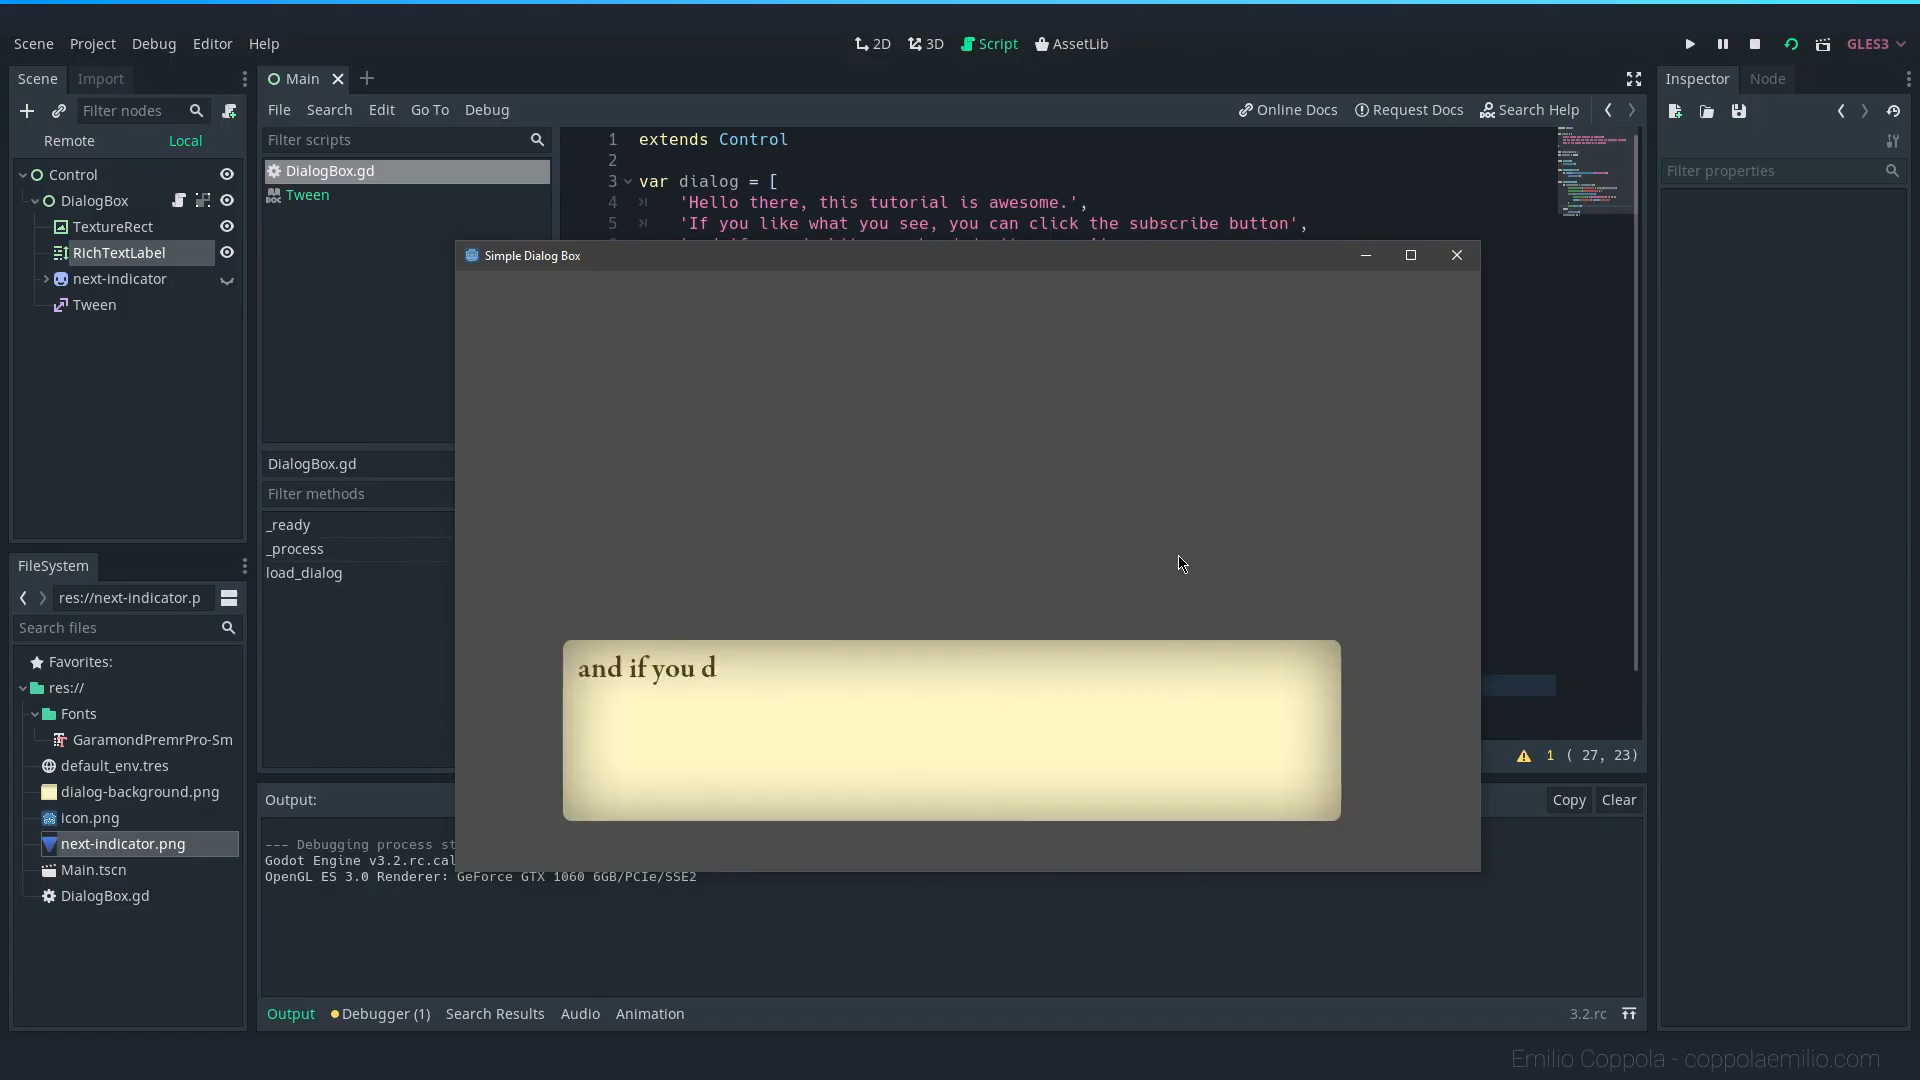 Scene Project Debug Editor Help
2D 3D Script AssetLib
GLES3
Scene Import
Filter nodes
Remote Local
Control
DialogBox
TextureRect
RichTextLabel
next-indicator
Tween
FileSystem
res://next-indicator.p
Search files
Favorites:
res://
Fonts
GaramondPremrPro-Sm
default_env.tres
dialog-background.png
icon.png
next-indicator.png
Main.tscn
DialogBox.gd
Main
File Search Edit Go To Debug
Online Docs Request Docs Search Help
Filter scripts
DialogBox.gd
Tween
DialogBox.gd
Filter methods
_ready
_process
load_dialog
1 extends Control
2
3 var dialog = [
4 'Hello there, this tutorial is awesome.',
5 'If you like what you see, you can click the subscribe button',
Simple Dialog Box
and if you d
1 ( 27, 23)
Output:
Copy Clear
--- Debugging process st
Godot Engine v3.2.rc.cal
OpenGL ES 3.0 Renderer: GeForce GTX 1060 6GB/PCIe/SSE2
Output Debugger (1) Search Results Audio Animation
3.2.rc
Inspector Node
Filter properties
Emilio Coppola - coppolaemilio.com